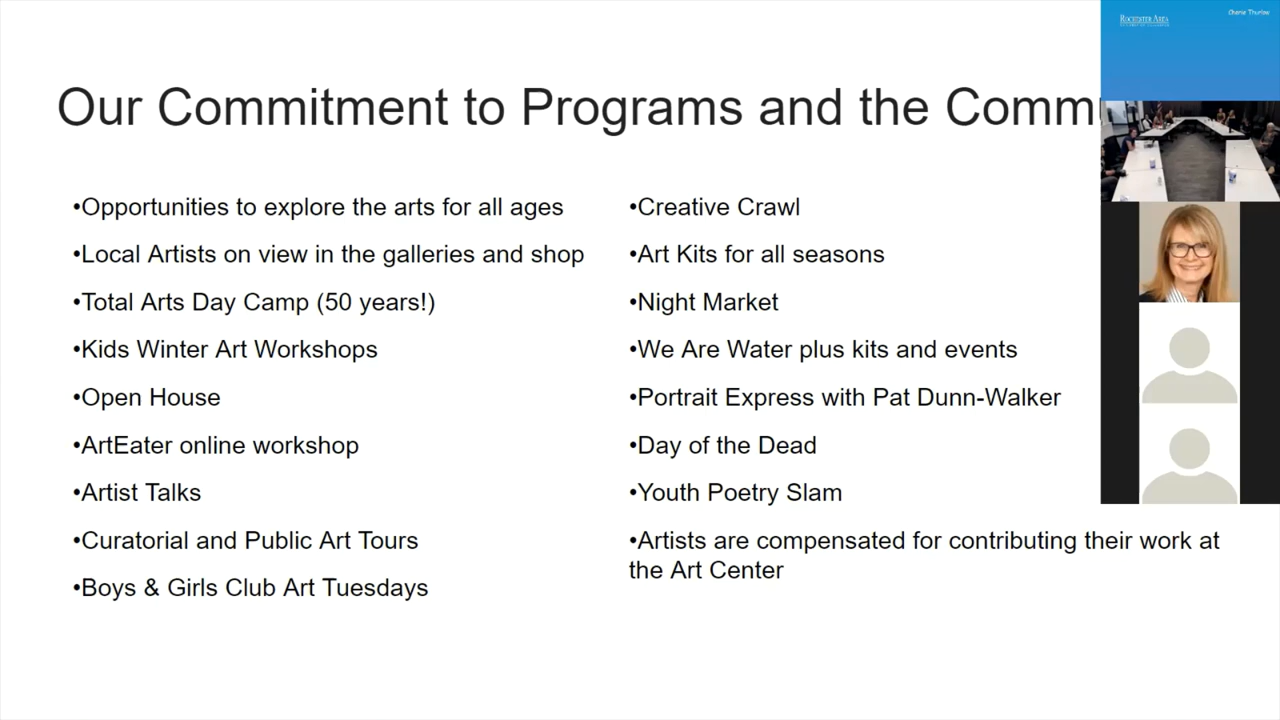 Our Commitment to Programs and the Comm
•Opportunities to explore the arts for all ages
•Local Artists on view in the galleries and shop
•Total Arts Day Camp (50 years!)
•Kids Winter Art Workshops
•Open House
•ArtEater online workshop
•Artist Talks
•Curatorial and Public Art Tours
•Boys & Girls Club Art Tuesdays
•Creative Crawl
•Art Kits for all seasons
•Night Market
•We Are Water plus kits and events
•Portrait Express with Pat Dunn-Walker
•Day of the Dead
•Youth Poetry Slam
•Artists are compensated for contributing their work at
the Art Center
Rochester Area
Cherie Thurlow